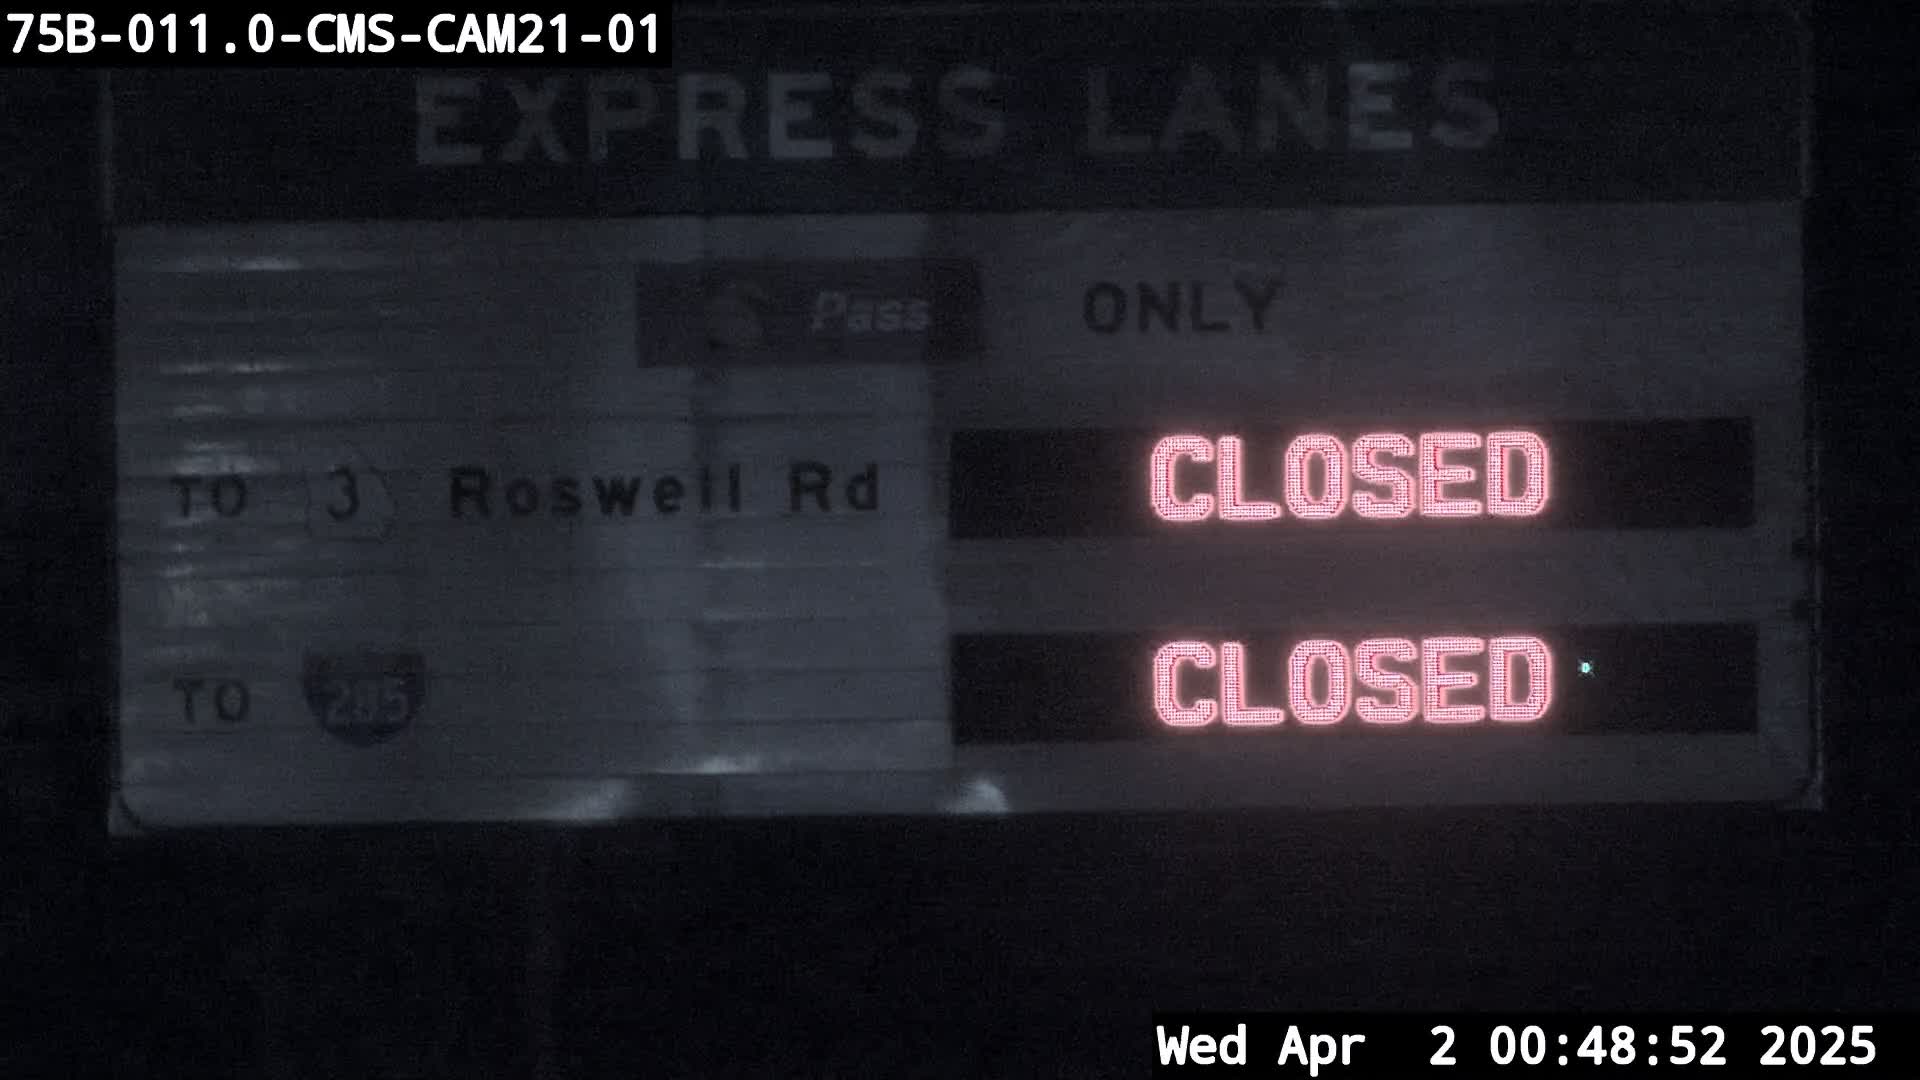 75B-011.0-CMS-CAM21-01
EXPRESS LANES
Pass ONLY
TO 3 Roswell Rd CLOSED
TO 285 CLOSED
Wed Apr 2 00:48:52 2025